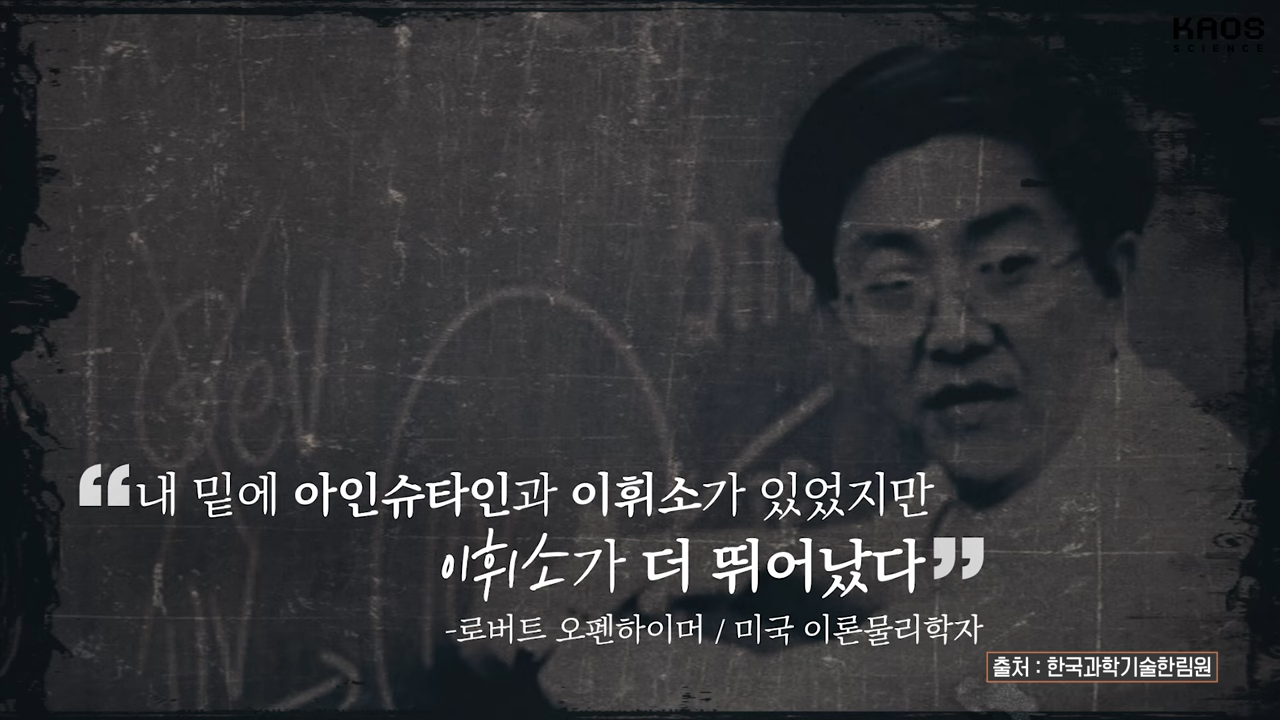 KAOS
SCIENCE
“내 밑에 아인슈타인과 이휘소가 있었지만
이휘소가 더 뛰어났다”
-로버트 오펜하이머 / 미국 이론물리학자
출처 : 한국과학기술한림원